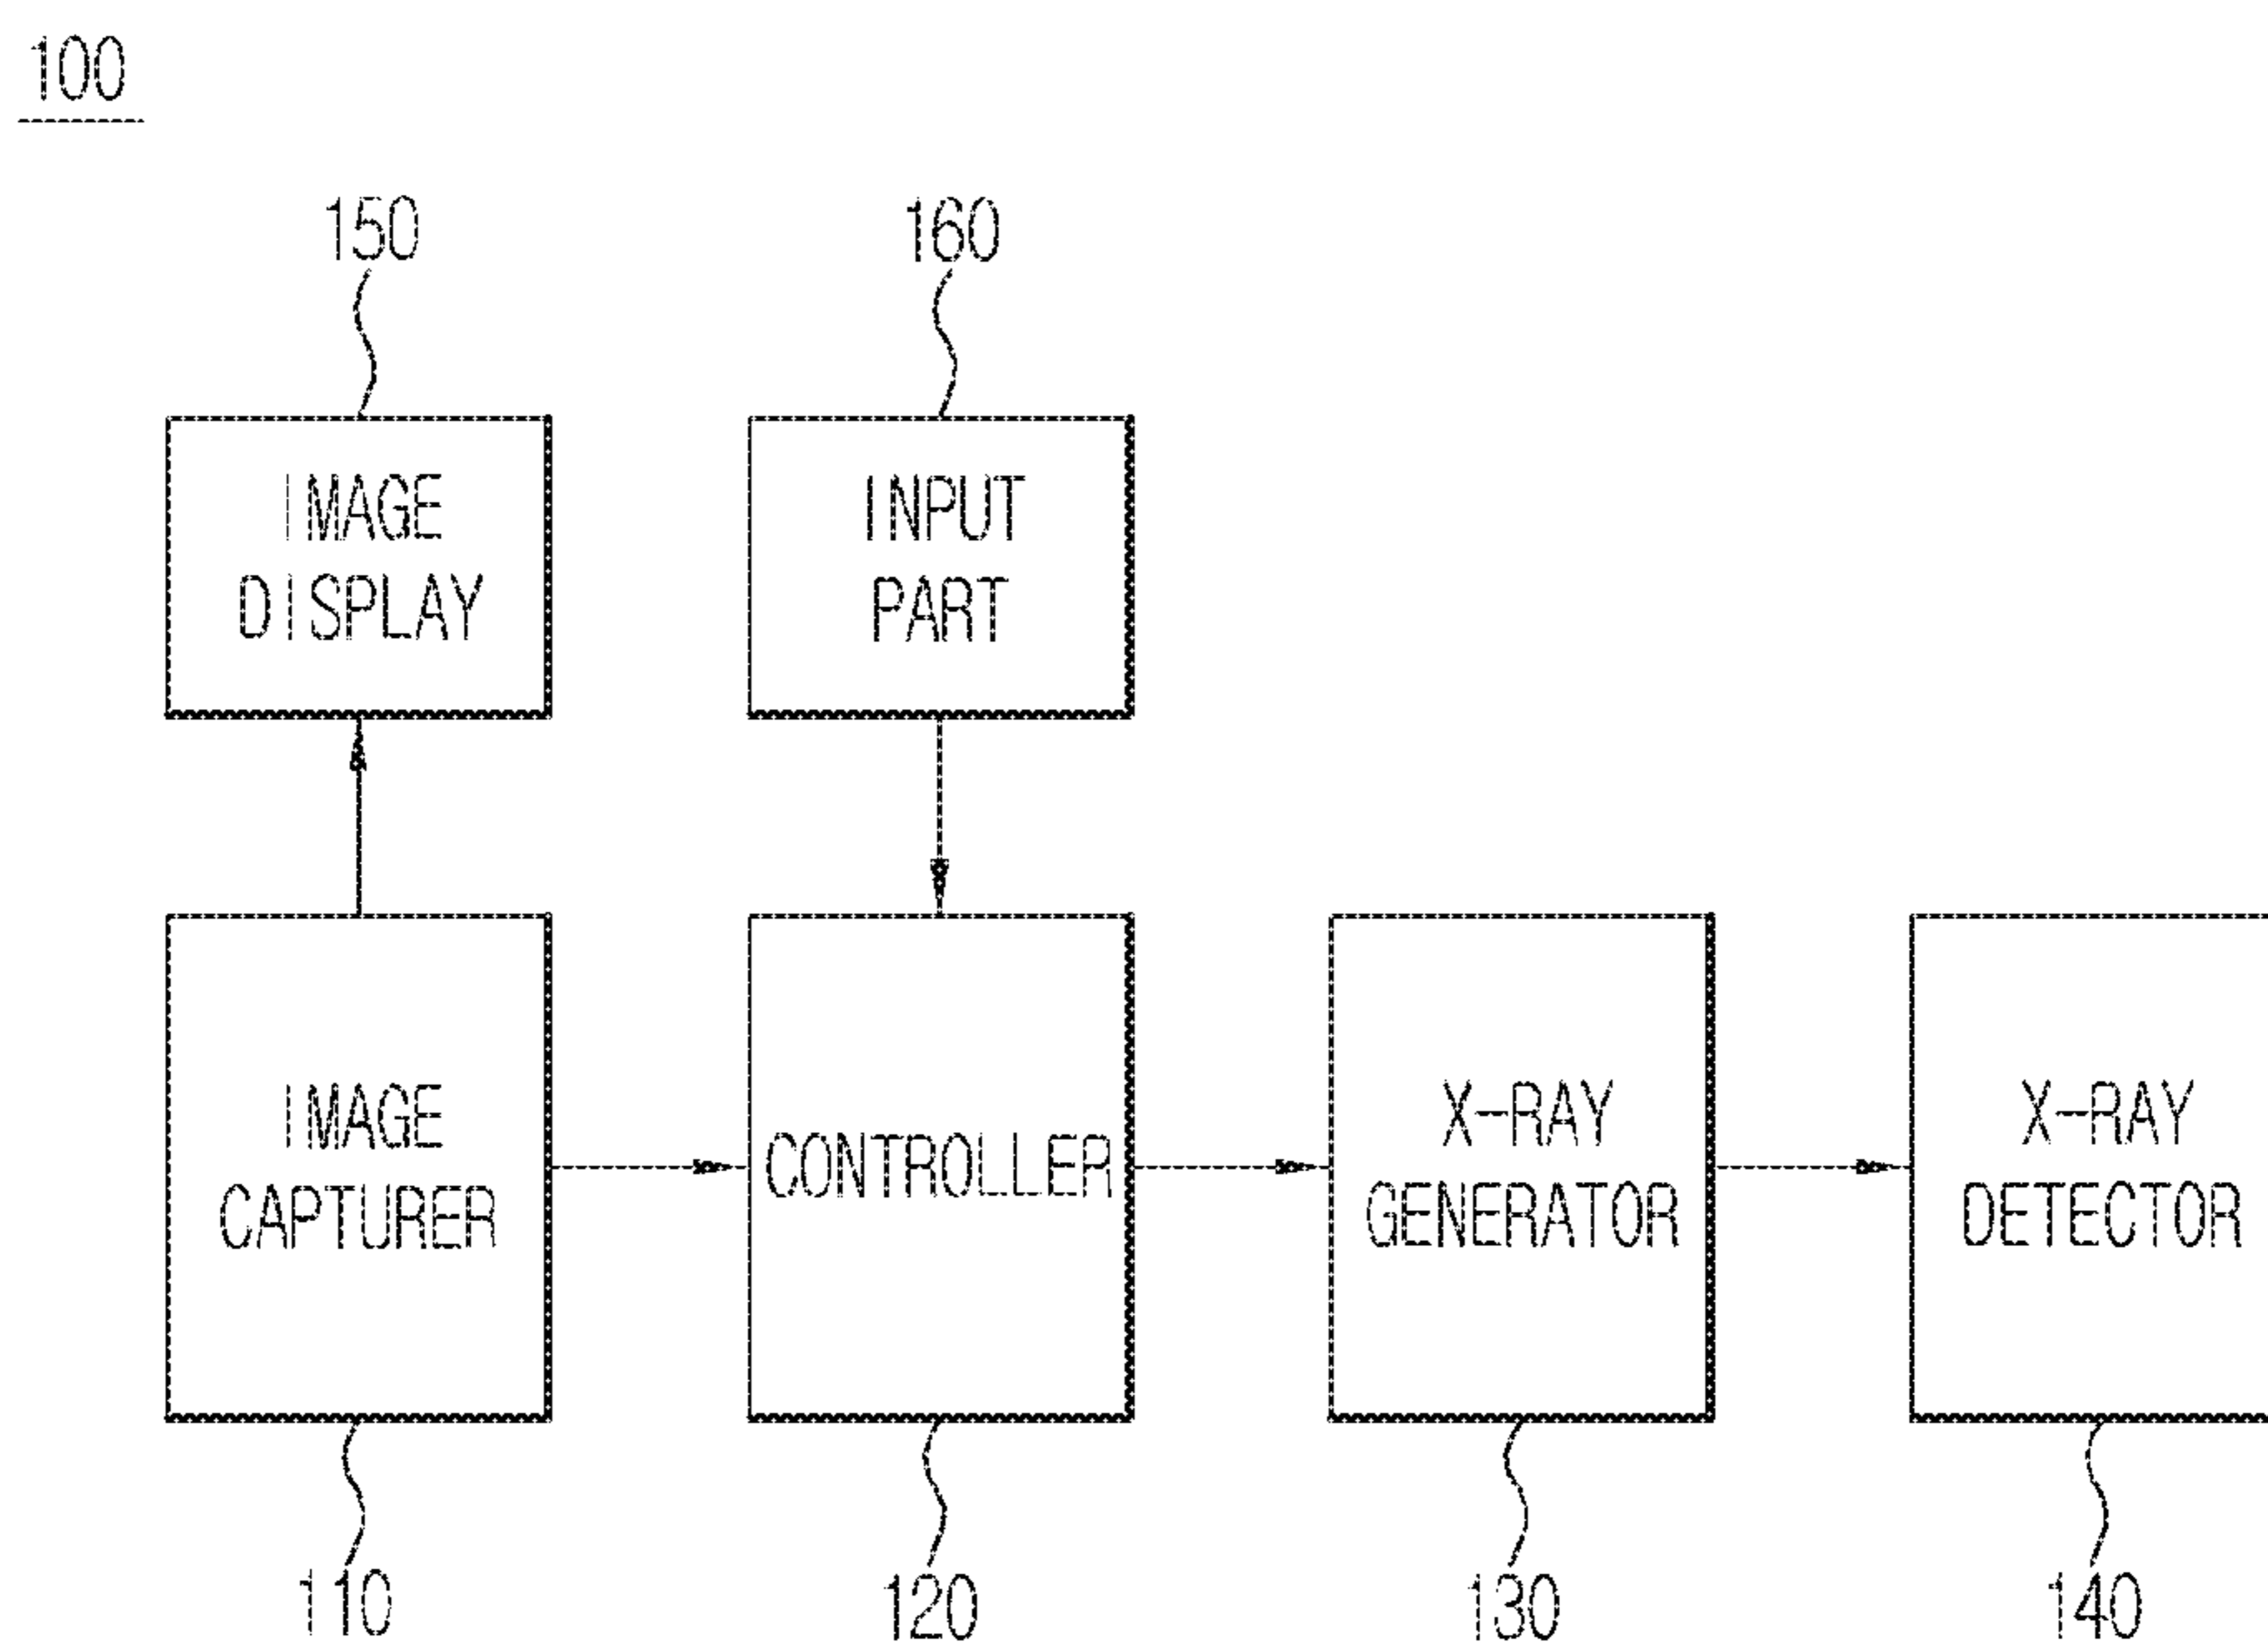 100
150
160
IMAGE
DISPLAY
INPUT
PART
IMAGE
CAPTURER
CONTROLLER
X-RAY
GENERATOR
X-RAY
DETECTOR
110
120
130
140